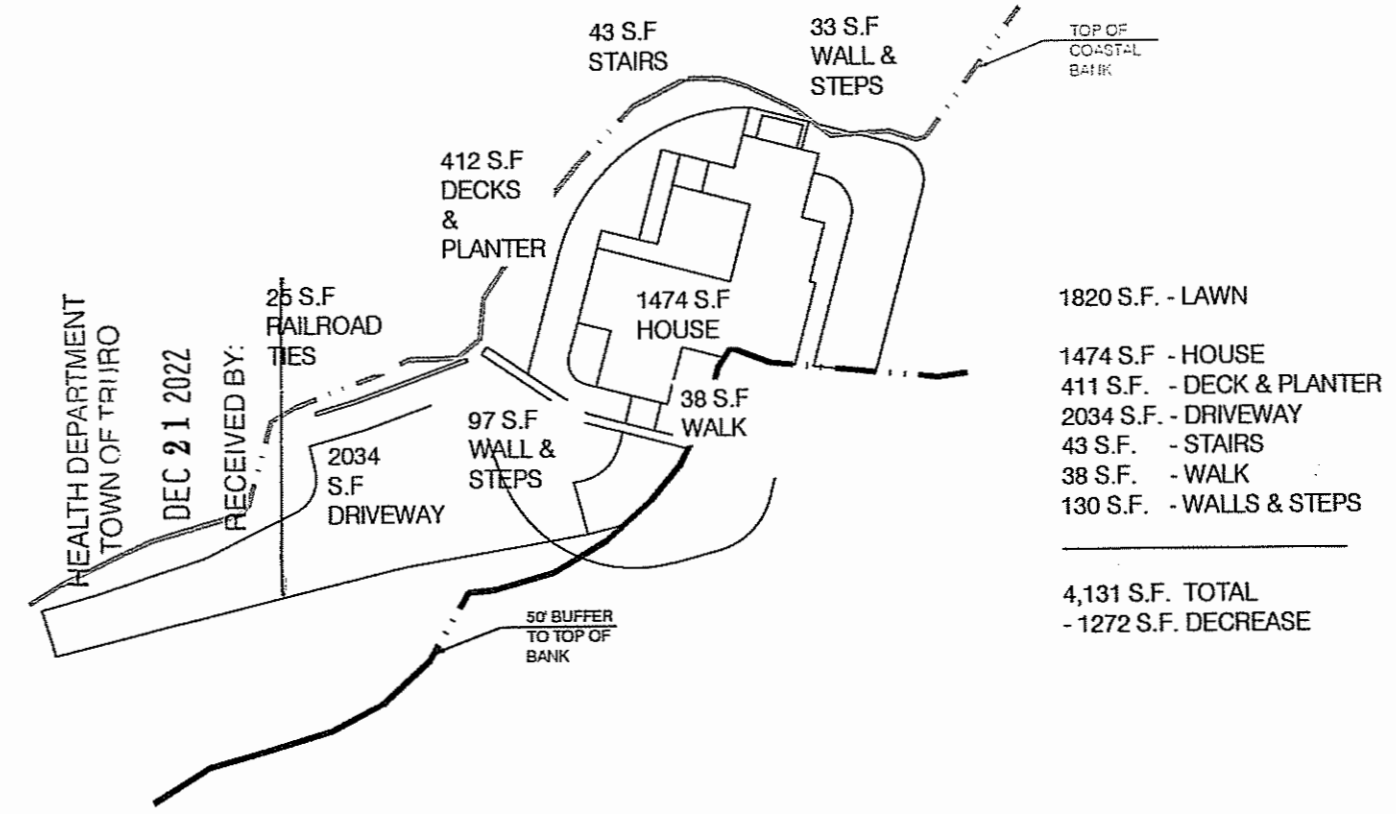 43 S.F
STAIRS
33 S.F
WALL &
STEPS
TOP OF
COASTAL
BANK
412 S.F
DECKS
&
PLANTER
25 S.F
RAILROAD
TIES
1474 S.F
HOUSE
38 S.F
WALK
97 S.F
WALL &
STEPS
2034
S.F
DRIVEWAY
50' BUFFER
TO TOP OF
BANK
HEALTH DEPARTMENT
TOWN OF TRURO
DEC 21 2022
RECEIVED BY:
1820 S.F. - LAWN
1474 S.F - HOUSE
411 S.F. - DECK & PLANTER
2034 S.F. - DRIVEWAY
43 S.F. - STAIRS
38 S.F. - WALK
130 S.F. - WALLS & STEPS
4,131 S.F. TOTAL
- 1272 S.F. DECREASE